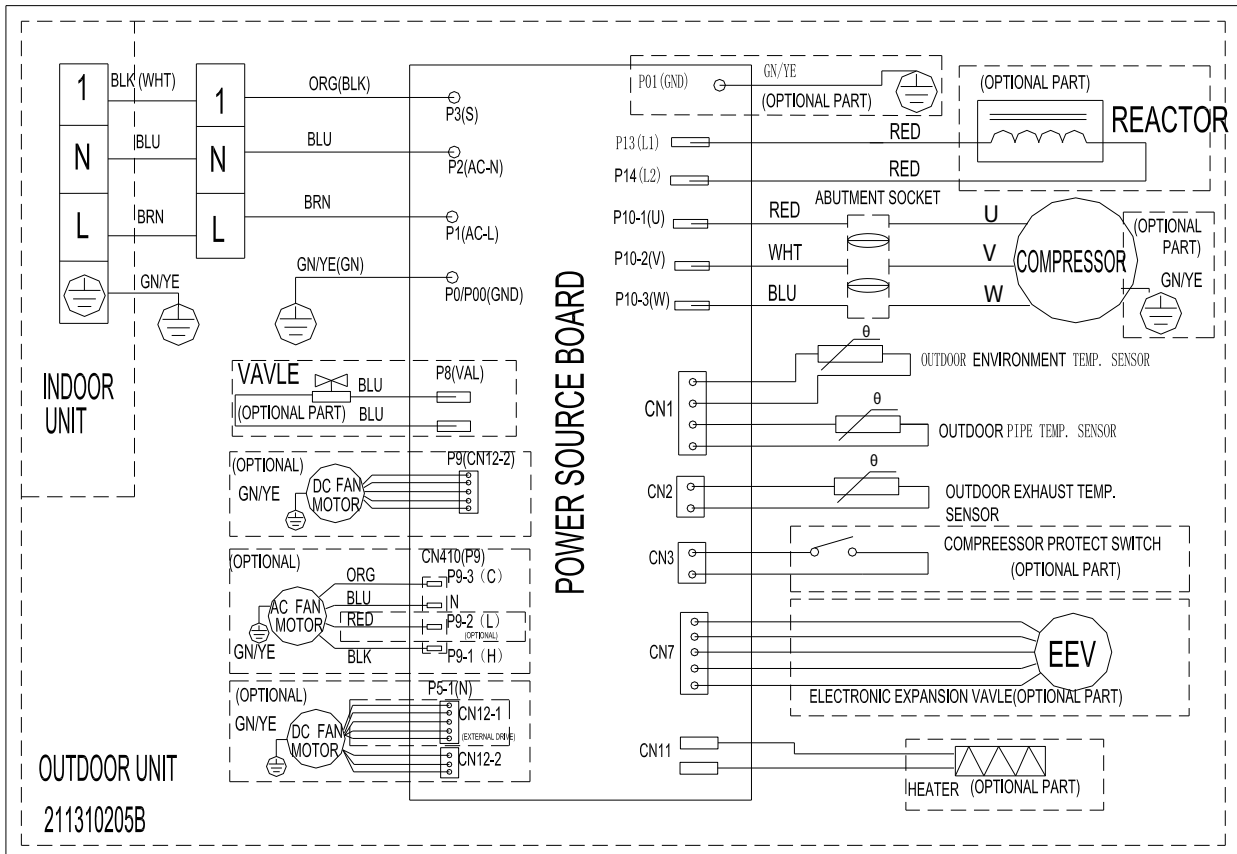 1
N
L
BLK (WHT)
BLU
BRN
GN/YE
1
N
L
ORG(BLK)
P3(S)
BLU
P2(AC-N)
BRN
P1(AC-L)
GN/YE(GN)
P0/P00(GND)
INDOOR
UNIT
VAVLE
BLU
P8(VAL)
(OPTIONAL PART)
BLU
(OPTIONAL)
P9(CN12-2)
GN/YE
DC FAN
MOTOR
(OPTIONAL)
CN410(P9)
ORG
P9-3 (C)
BLU
N
AC FAN
MOTOR
RED
P9-2 (L)
(OPTIONAL)
GN/YE
BLK
P9-1 (H)
(OPTIONAL)
P5-1(N)
GN/YE
DC FAN
MOTOR
CN12-1
(EXTERNAL DRIVE)
CN12-2
OUTDOOR UNIT
211310205B
POWER SOURCE BOARD
P01(GND)
GN/YE
(OPTIONAL PART)
(OPTIONAL PART)
REACTOR
P13(L1)
RED
P14(L2)
RED
ABUTMENT SOCKET
P10-1(U)
RED
U
P10-2(V)
WHT
V
P10-3(W)
BLU
W
COMPRESSOR
(OPTIONAL
PART)
GN/YE
θ
OUTDOOR ENVIRONMENT TEMP. SENSOR
CN1
θ
OUTDOOR PIPE TEMP. SENSOR
θ
CN2
OUTDOOR EXHAUST TEMP.
SENSOR
CN3
COMPREESSOR PROTECT SWITCH
(OPTIONAL PART)
CN7
EEV
ELECTRONIC EXPANSION VAVLE(OPTIONAL PART)
CN11
HEATER (OPTIONAL PART)